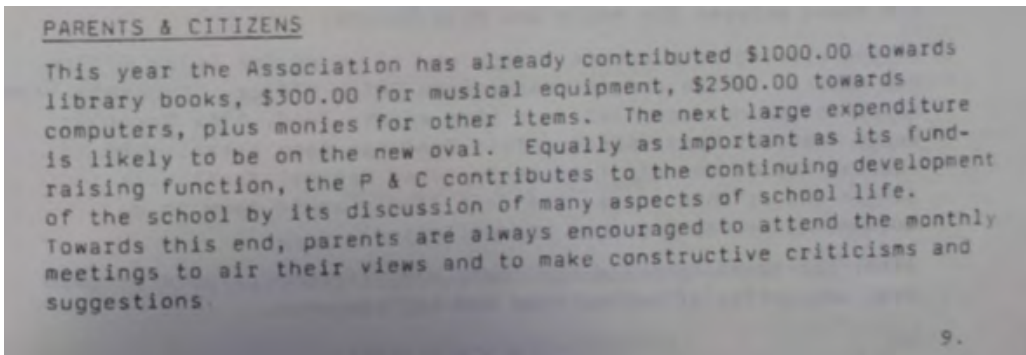 PARENTS & CITIZENS
This year the Association has already contributed $1000.00 towards
library books, $300.00 for musical equipment, $2500.00 towards
computers, plus monies for other items. The next large expenditure
is likely to be on the new oval. Equally as important as its fund-
raising function, the P & C contributes to the continuing development
of the school by its discussion of many aspects of school life.
Towards this end, parents are always encouraged to attend the monthly
meetings to air their views and to make constructive criticisms and
suggestions.
9.